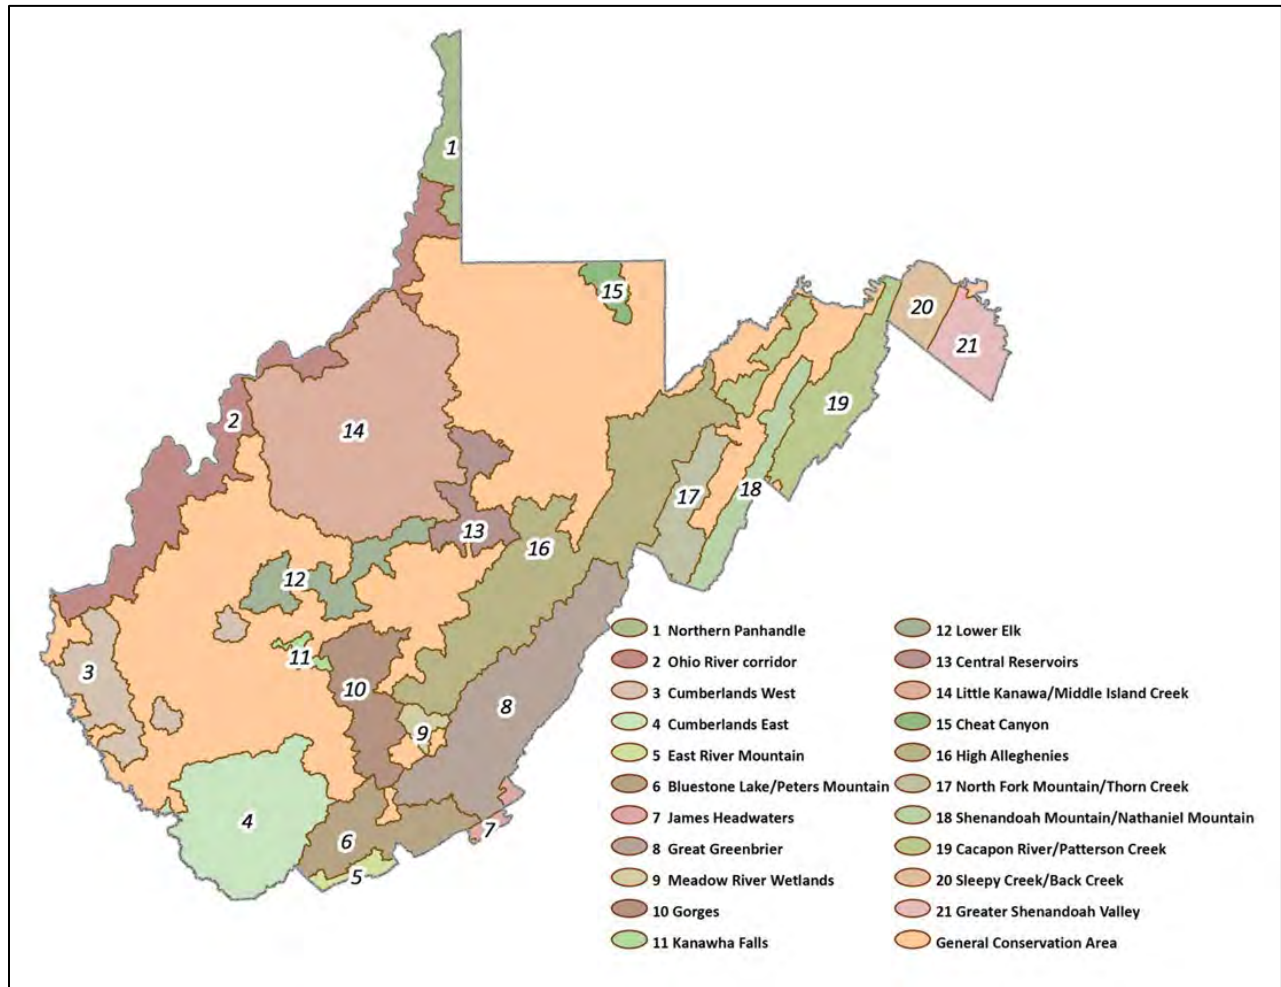 1
15
20
21
2
14
19
17
18
13
16
12
11
3
10
8
9
4
6
7
5
1 Northern Panhandle
2 Ohio River corridor
3 Cumberlands West
4 Cumberlands East
5 East River Mountain
6 Bluestone Lake/Peters Mountain
7 James Headwaters
8 Great Greenbrier
9 Meadow River Wetlands
10 Gorges
11 Kanawha Falls
12 Lower Elk
13 Central Reservoirs
14 Little Kanawa/Middle Island Creek
15 Cheat Canyon
16 High Alleghenies
17 North Fork Mountain/Thorn Creek
18 Shenandoah Mountain/Nathaniel Mountain
19 Cacapon River/Patterson Creek
20 Sleepy Creek/Back Creek
21 Greater Shenandoah Valley
General Conservation Area